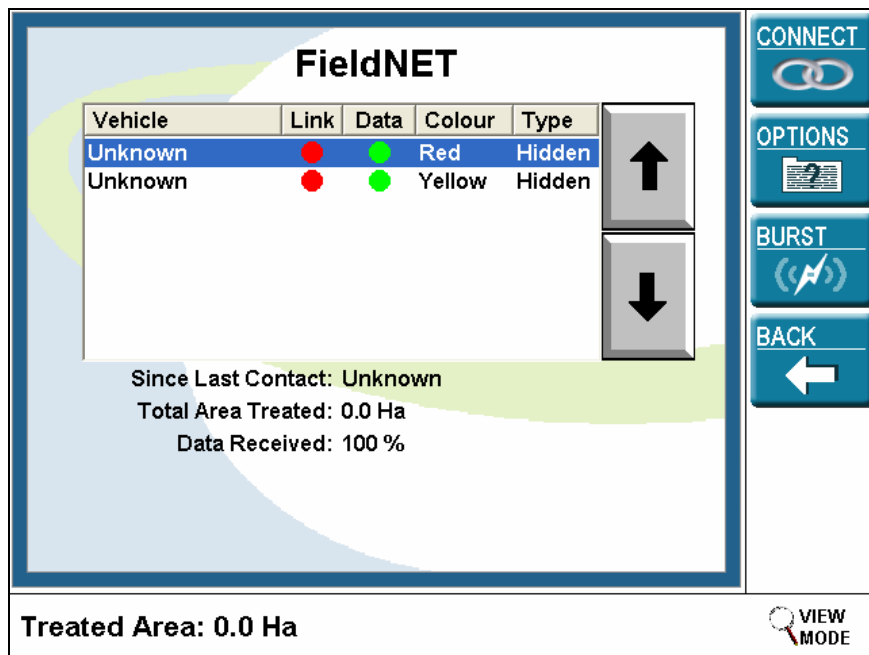 FieldNET
Vehicle Link Data Colour Type
Unknown Red Hidden
Unknown Yellow Hidden
Since Last Contact: Unknown
Total Area Treated: 0.0 Ha
Data Received: 100 %
CONNECT
OPTIONS
?
BURST
BACK
Treated Area: 0.0 Ha
VIEW
MODE